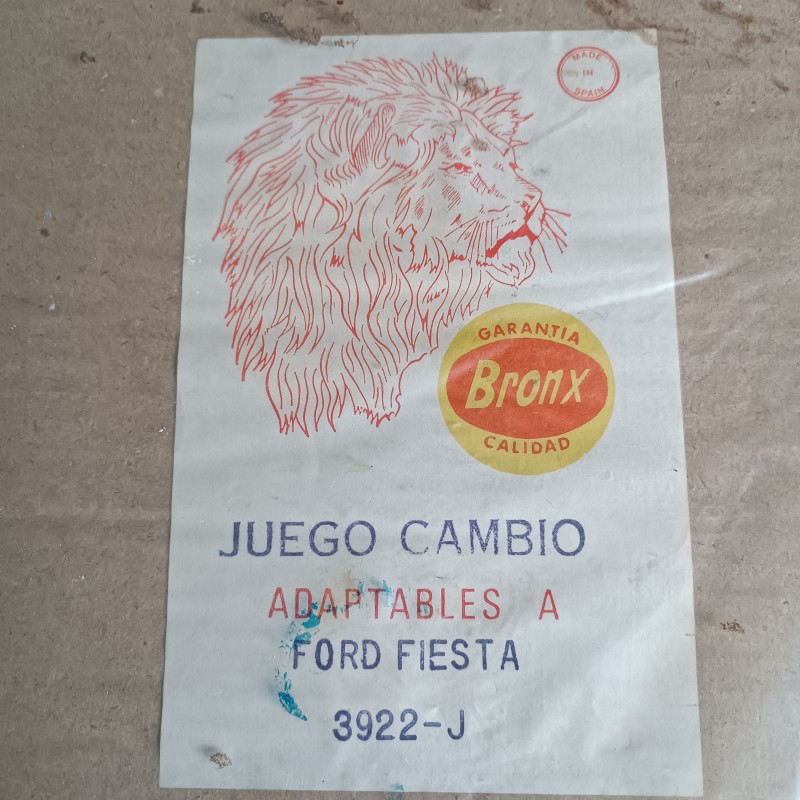 MADE
IN
SPAIN
GARANTIA
Bronx
CALIDAD
JUEGO CAMBIO
ADAPTABLES A
FORD FIESTA
3922-J